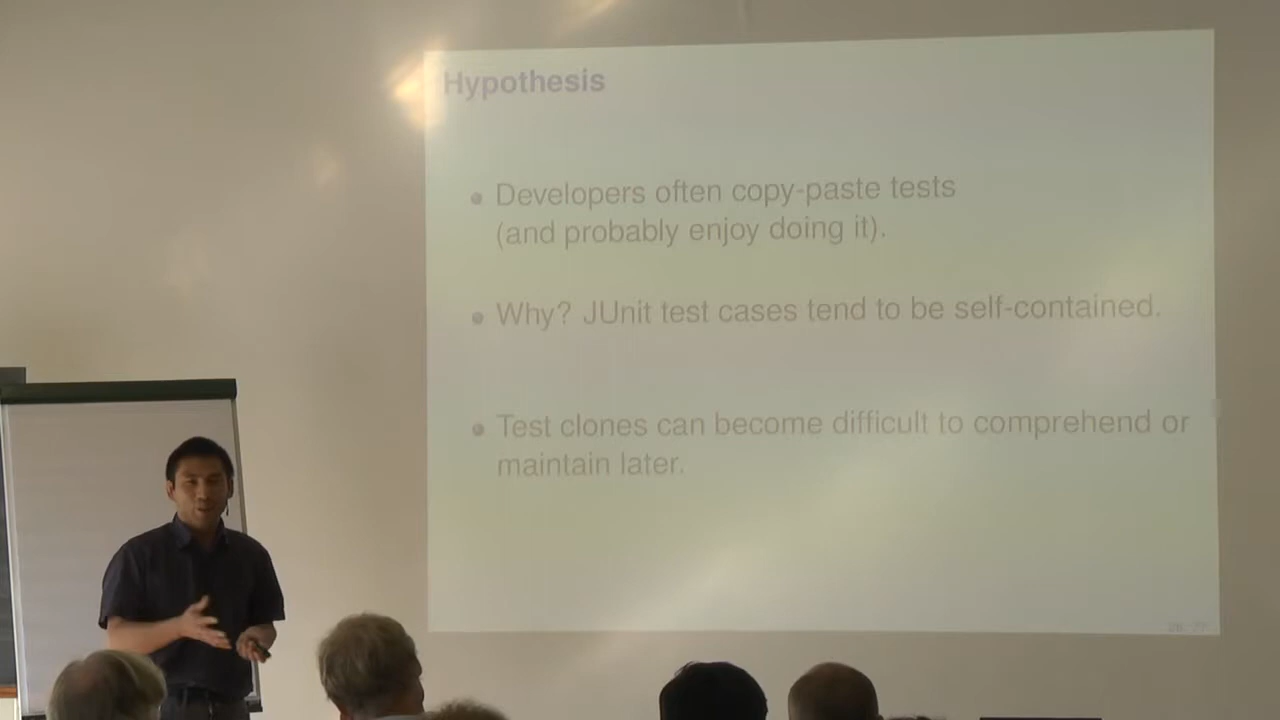 Hypothesis
Developers often copy-paste tests
(and probably enjoy doing it).
Why? JUnit test cases tend to be self-contained.
Test clones can become difficult to comprehend or
maintain later.